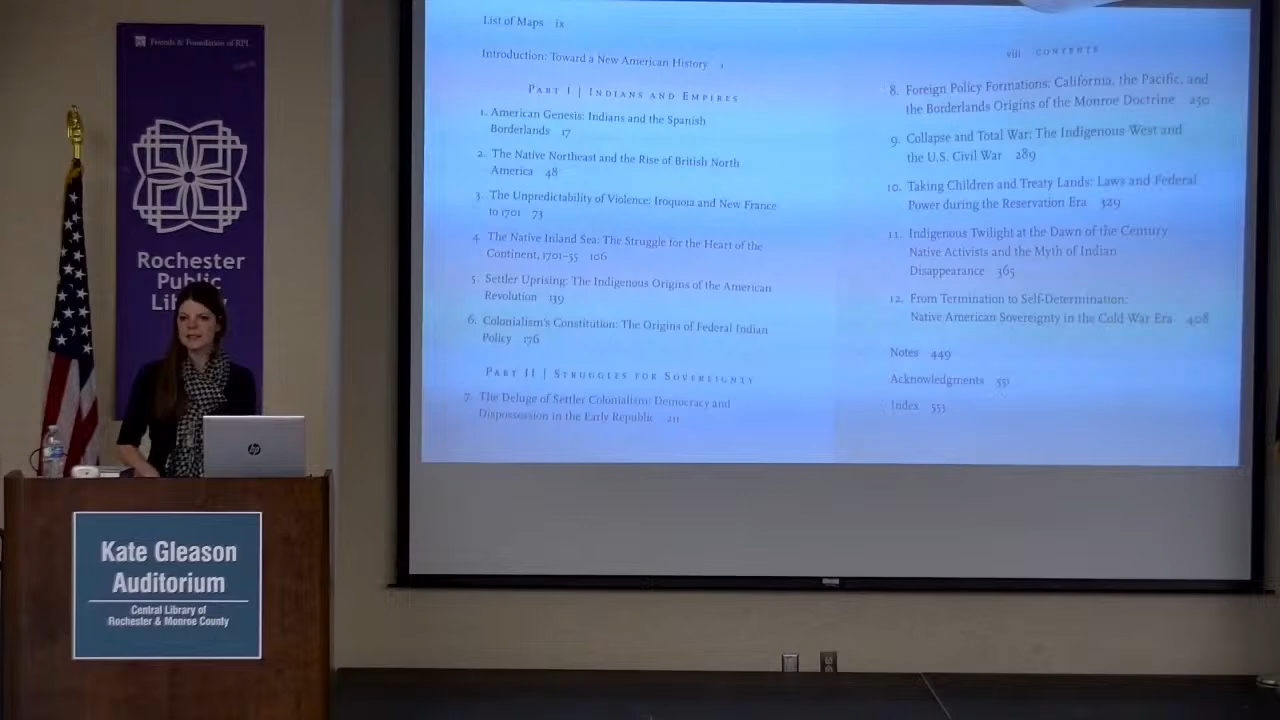 Friends & Foundation of RPL
Rochester
Public
Kate Gleason
Auditorium
Central Library of
Rochester & Monroe County
hp
List of Maps ix
Introduction: Toward a New American History 1
PART I | INDIANS AND EMPIRES
1. American Genesis: Indians and the Spanish
Borderlands 17
2. The Native Northeast and the Rise of British North
America 48
3. The Unpredictability of Violence: Iroquoia and New France
to 1701 73
4. The Native Inland Sea: The Struggle for the Heart of the
Continent, 1701–55 106
5. Settler Uprising: The Indigenous Origins of the American
Revolution 139
6. Colonialism's Constitution: The Origins of Federal Indian
Policy 176
PART II | STRUGGLES FOR SOVEREIGNTY
7. The Deluge of Settler Colonialism: Democracy and
Dispossession in the Early Republic 211
viii CONTENTS
8. Foreign Policy Formations: California, the Pacific, and
the Borderlands Origins of the Monroe Doctrine 250
9. Collapse and Total War: The Indigenous West and
the U.S. Civil War 289
10. Taking Children and Treaty Lands: Laws and Federal
Power during the Reservation Era 329
11. Indigenous Twilight at the Dawn of the Century
Native Activists and the Myth of Indian
Disappearance 365
12. From Termination to Self-Determination:
Native American Sovereignty in the Cold War Era 408
Notes 449
Acknowledgments 551
Index 553